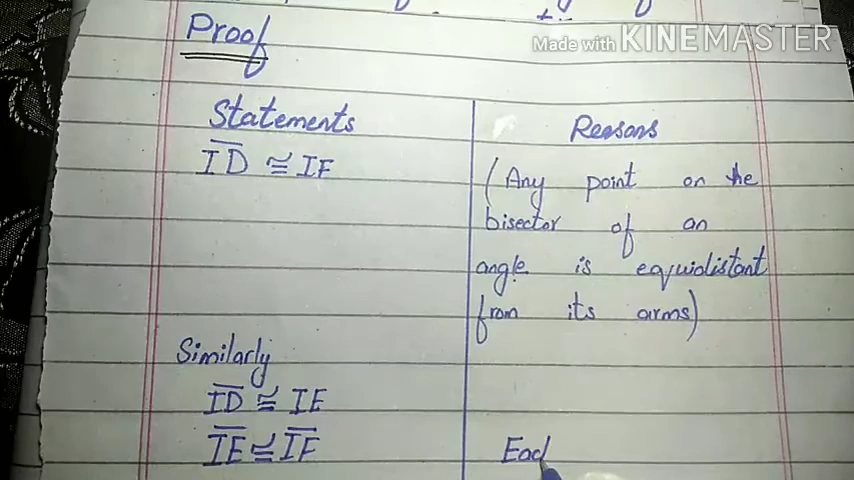 Made with KINEMASTER
Proof
Statements
Reasons
ID ≅ IF
(Any point on the
bisector of an
angle is equidistant
from its arms)
Similarly
ID ≅ IE
IE ≅ IF
Eac